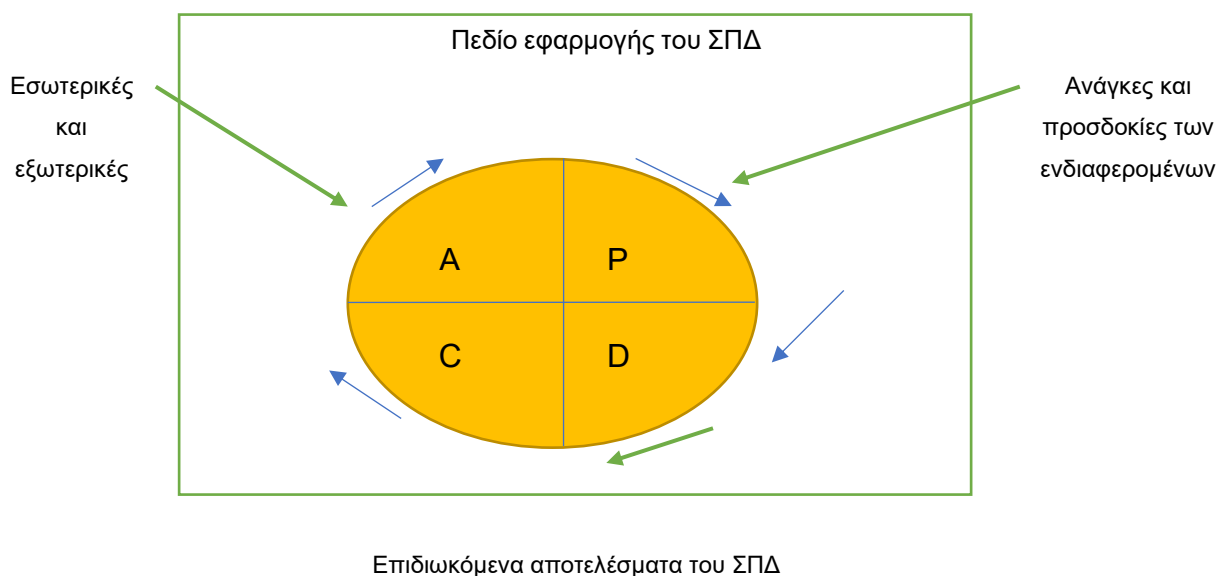 Πεδίο εφαρμογής του ΣΠΔ
Εσωτερικές
και
εξωτερικές
Ανάγκες και
προσδοκίες των
ενδιαφερομένων
A
P
C
D
Επιδιωκόμενα αποτελέσματα του ΣΠΔ